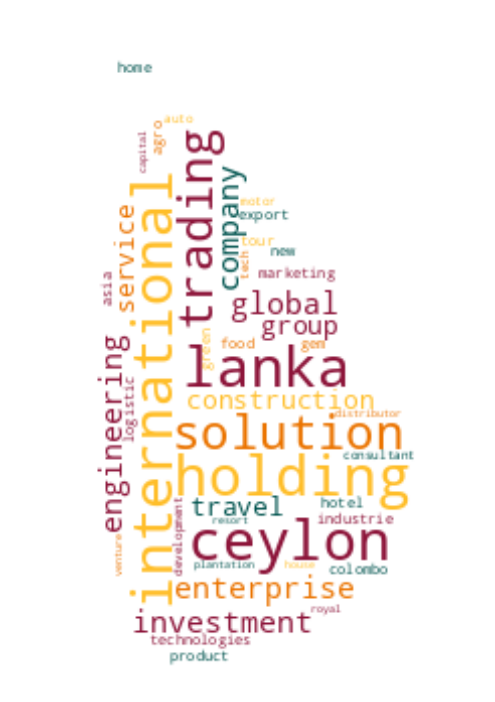 home
auto
agro
capital
trading
international
company
service
motor
export
tour
new
tech
marketing
asia
global
group
green
food
gem
engineering
lanka
logistic
construction
distributor
solution
consultant
holding
travel
hotel
resort
industrie
development
ceylon
venture
plantation
house
colombo
enterprise
royal
investment
technologies
product